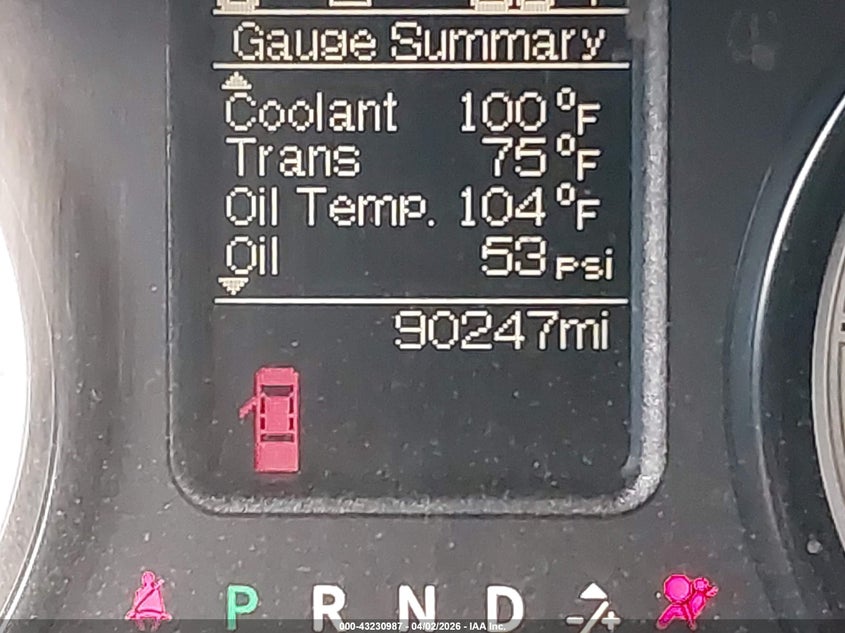 Gauge Summary
Coolant 100°F
Trans 75°F
Oil Temp. 104°F
Oil 53 psi
90247mi
P R N D -/+
000-43230987 - 04/02/2026 - IAA Inc.